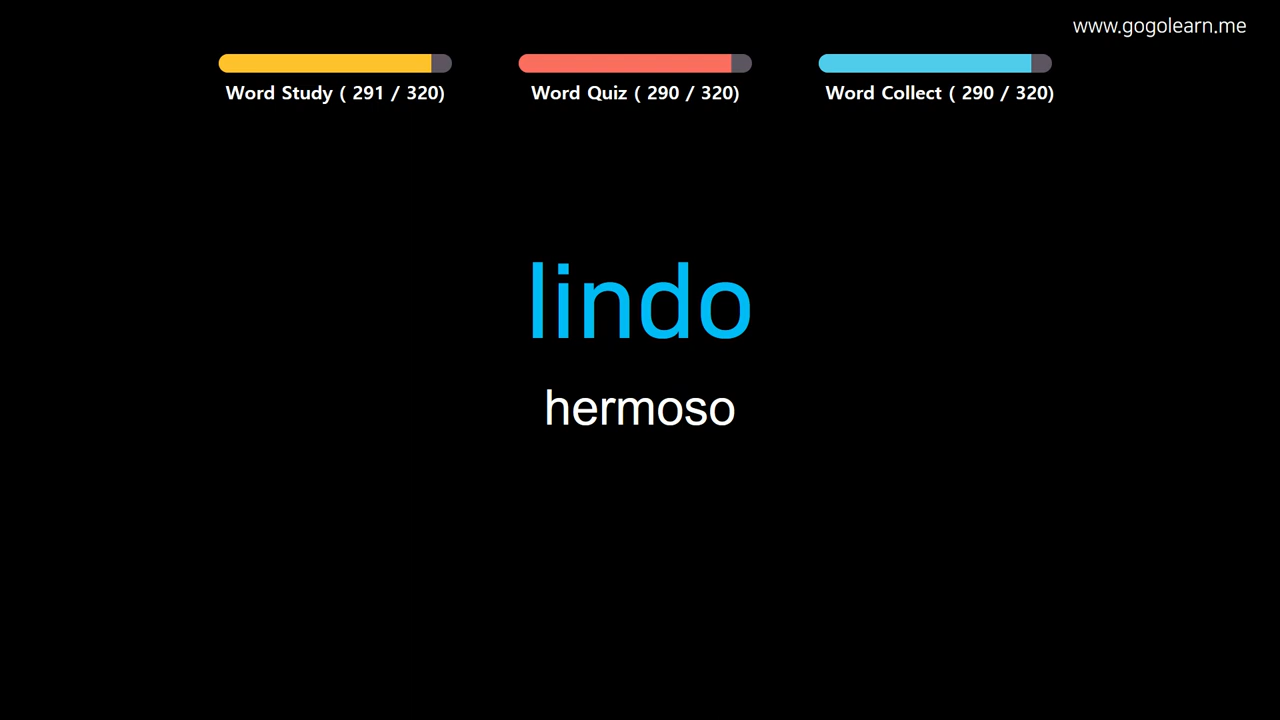 www.gogolearn.me
Word Study ( 291 / 320)
Word Quiz ( 290 / 320)
Word Collect ( 290 / 320)
lindo
hermoso